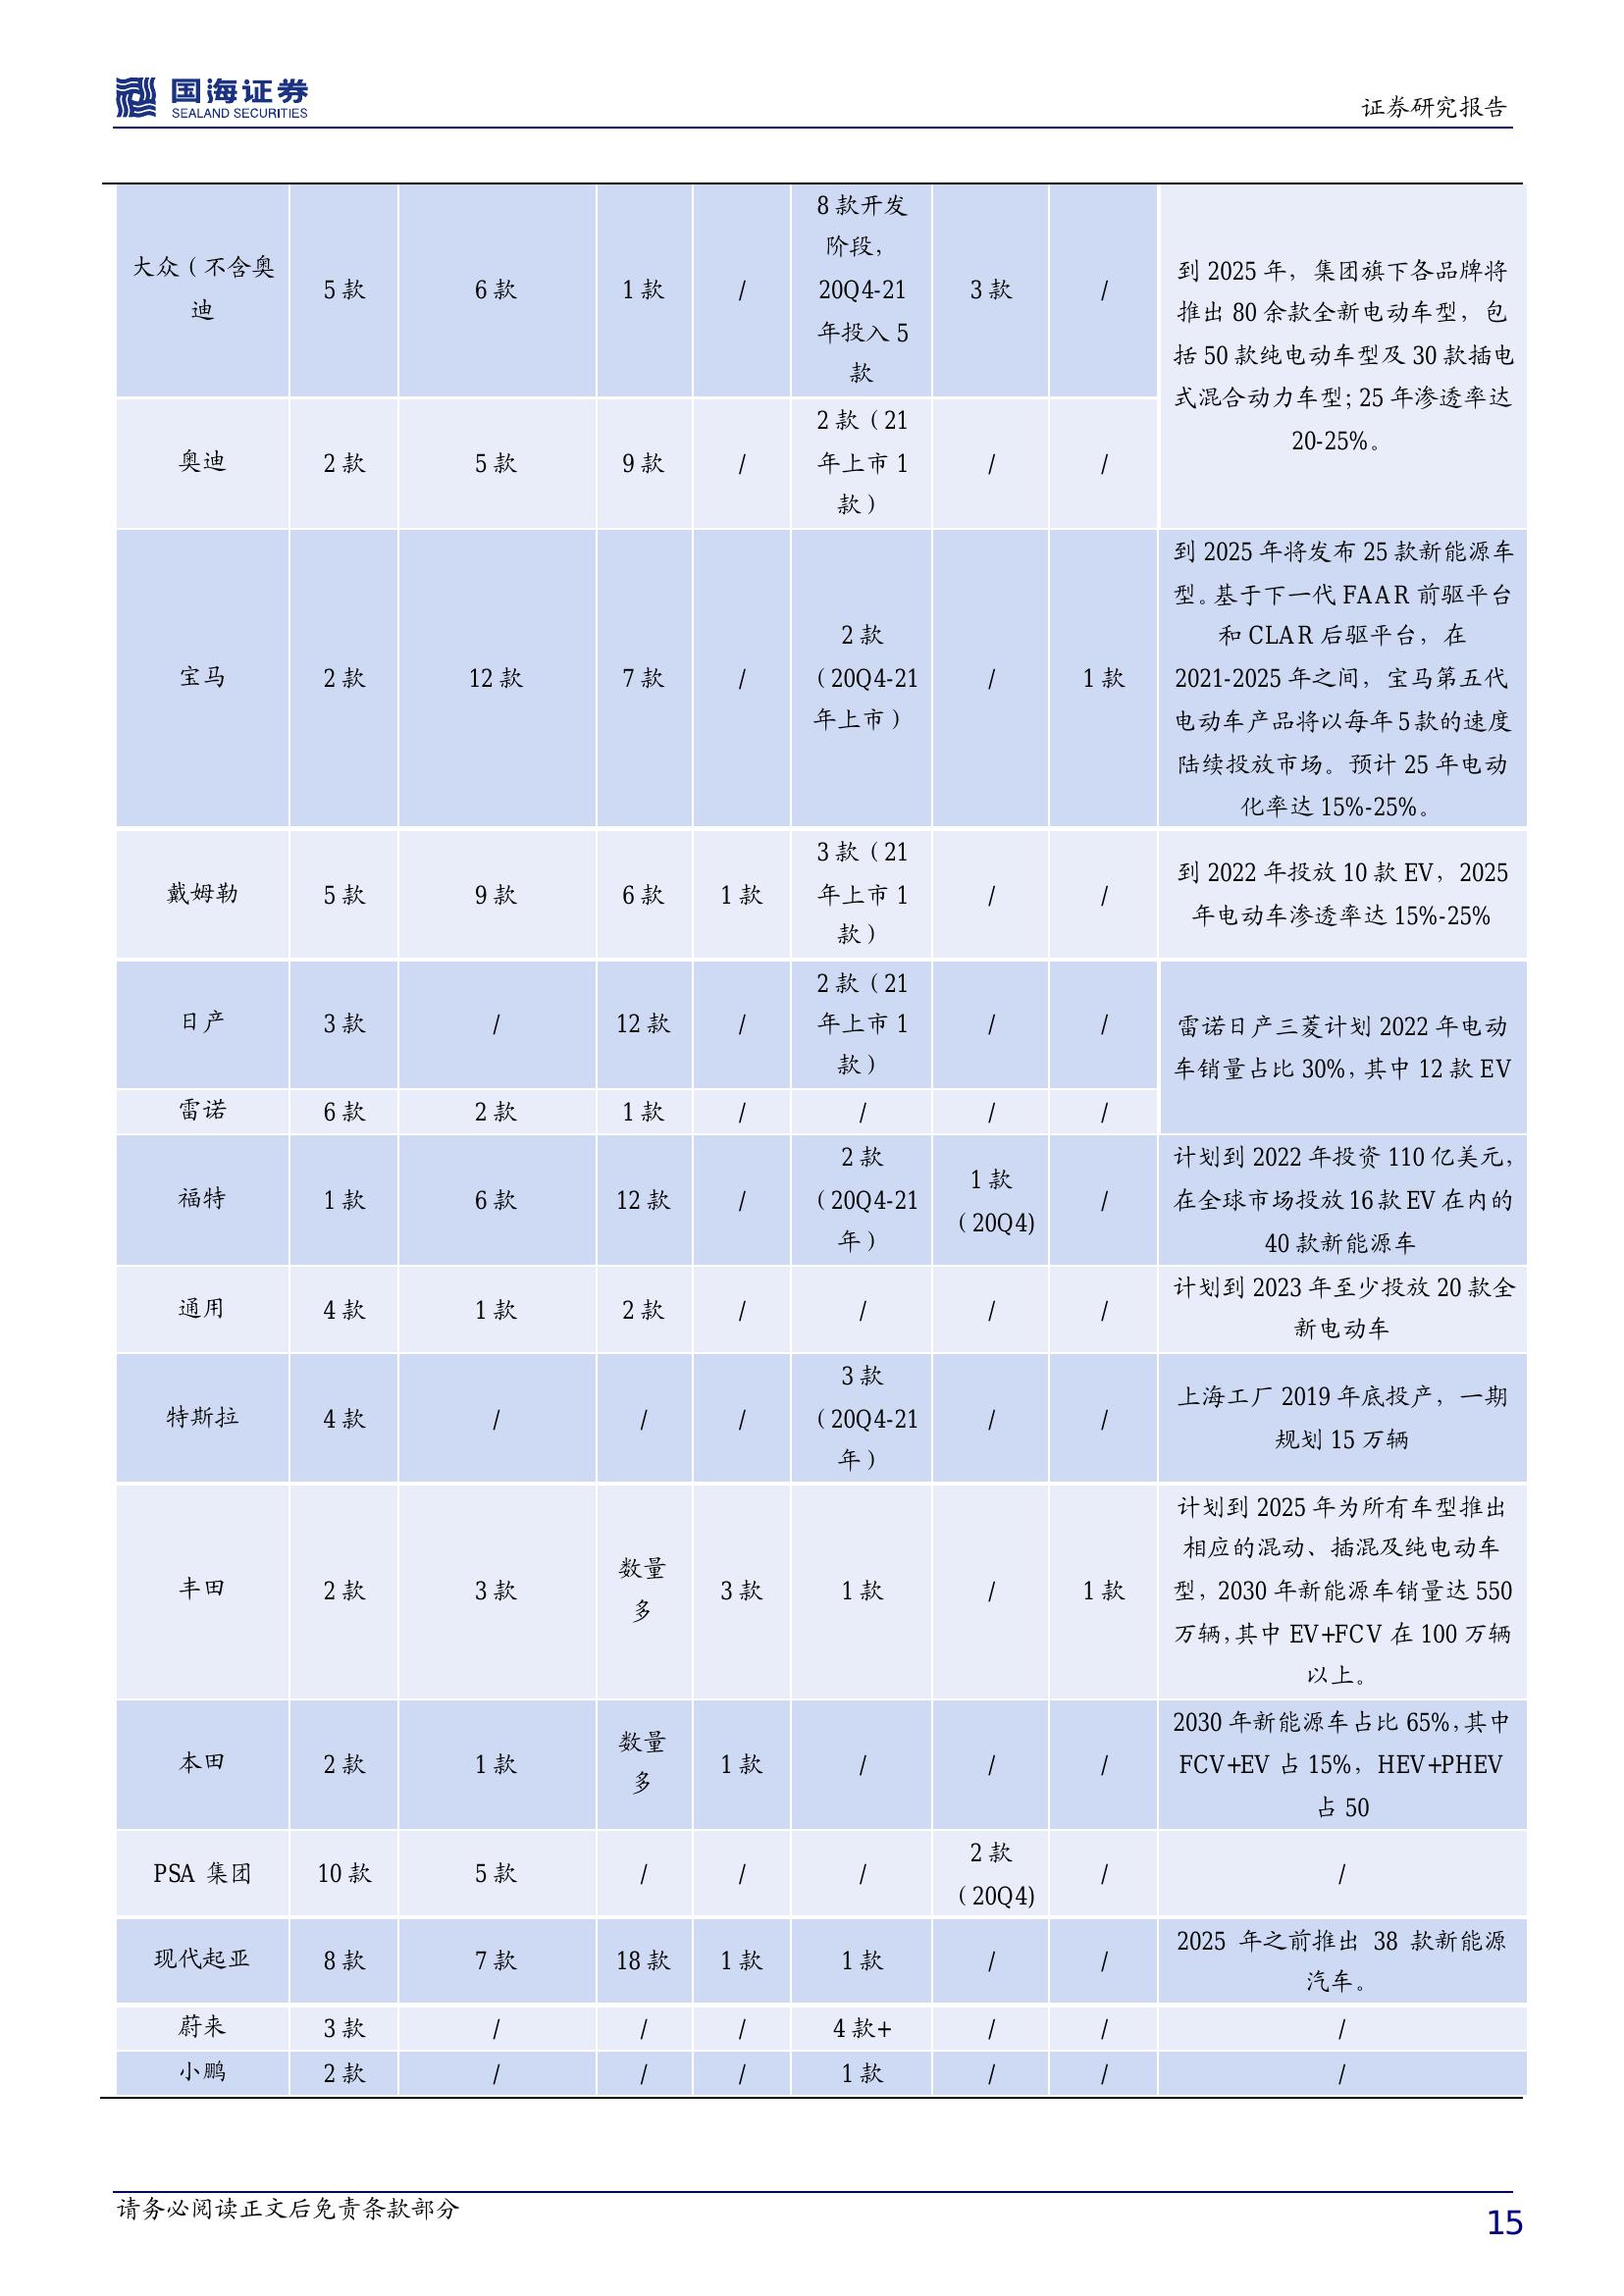 国海证券
SEALAND SECURITIES
证券研究报告
大众（不含奥
迪
5 款
6 款
1 款
/
8 款开发
阶段，
20Q4-21
年投入 5
款
3 款
/
到 2025 年，集团旗下各品牌将
推出 80 余款全新电动车型，包
括 50 款纯电动车型及 30 款插电
式混合动力车型；25 年渗透率达
20-25%。
奥迪
2 款
5 款
9 款
/
2 款（21
年上市 1
款）
/
/
宝马
2 款
12 款
7 款
/
2 款
（20Q4-21
年上市）
/
1 款
到 2025 年将发布 25 款新能源车
型。基于下一代 FAAR 前驱平台
和 CLAR 后驱平台，在
2021-2025 年之间，宝马第五代
电动车产品将以每年 5 款的速度
陆续投放市场。预计 25 年电动
化率达 15%-25%。
戴姆勒
5 款
9 款
6 款
1 款
3 款（21
年上市 1
款）
/
/
到 2022 年投放 10 款 EV，2025
年电动车渗透率达 15%-25%
日产
3 款
/
12 款
/
2 款（21
年上市 1
款）
/
/
雷诺日产三菱计划 2022 年电动
车销量占比 30%，其中 12 款 EV
雷诺
6 款
2 款
1 款
/
/
/
/
福特
1 款
6 款
12 款
/
2 款
（20Q4-21
年）
1 款
（20Q4)
/
计划到 2022 年投资 110 亿美元，
在全球市场投放 16 款 EV 在内的
40 款新能源车
通用
4 款
1 款
2 款
/
/
/
/
计划到 2023 年至少投放 20 款全
新电动车
特斯拉
4 款
/
/
/
3 款
（20Q4-21
年）
/
/
上海工厂 2019 年底投产，一期
规划 15 万辆
丰田
2 款
3 款
数量
多
3 款
1 款
/
1 款
计划到 2025 年为所有车型推出
相应的混动、插混及纯电动车
型，2030 年新能源车销量达 550
万辆，其中 EV+FCV 在 100 万辆
以上。
本田
2 款
1 款
数量
多
1 款
/
/
/
2030 年新能源车占比 65%，其中
FCV+EV 占 15%，HEV+PHEV
占 50
PSA 集团
10 款
5 款
/
/
/
2 款
（20Q4)
/
/
现代起亚
8 款
7 款
18 款
1 款
1 款
/
/
2025 年之前推出 38 款新能源
汽车。
蔚来
3 款
/
/
/
4 款+
/
/
/
小鹏
2 款
/
/
/
1 款
/
/
/
请务必阅读正文后免责条款部分
15